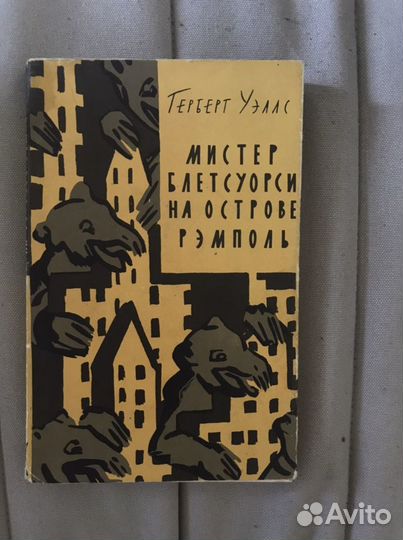 Герберт Уэллс
МИСТЕР
БЛЕТСУОРСИ
НА ОСТРОВЕ
РЭМПОЛЬ
Avito